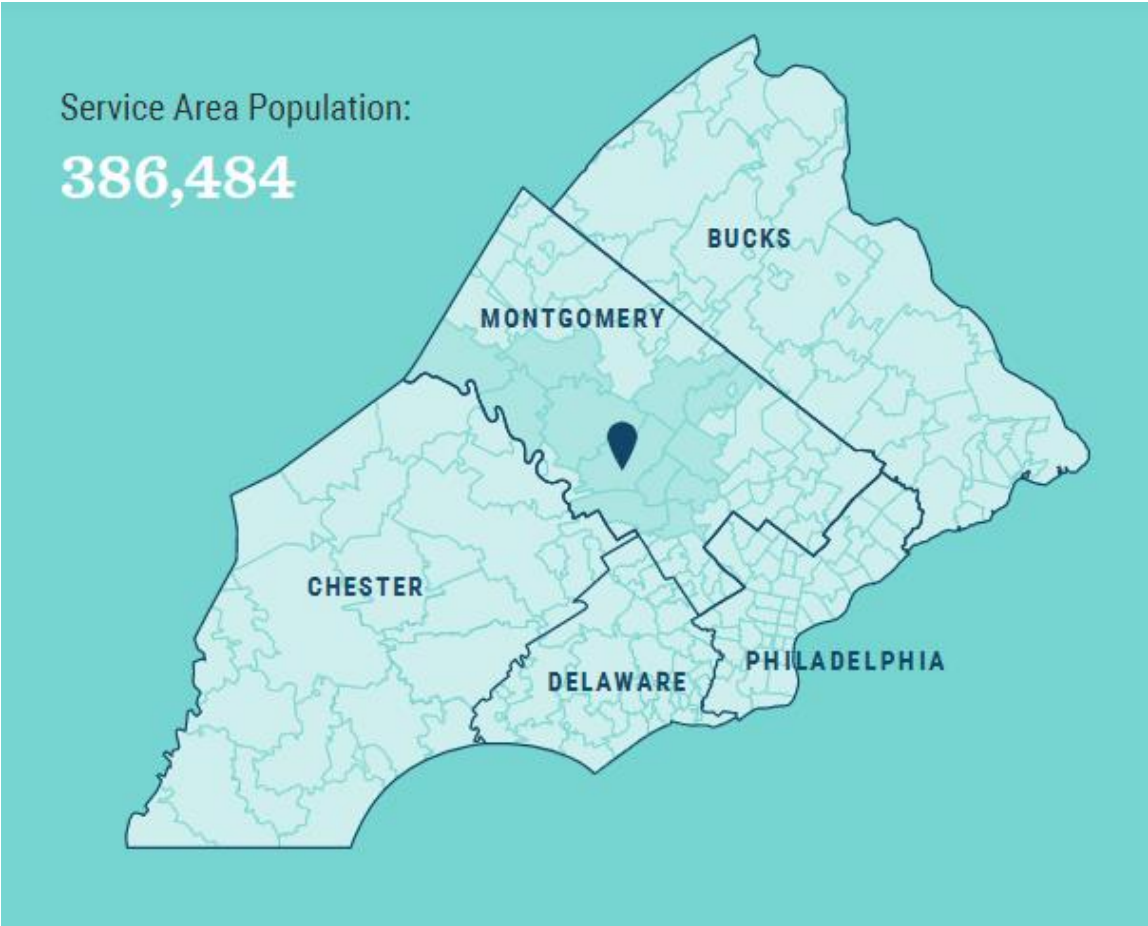 Service Area Population:
386,484
BUCKS
MONTGOMERY
CHESTER
PHILADELPHIA
DELAWARE